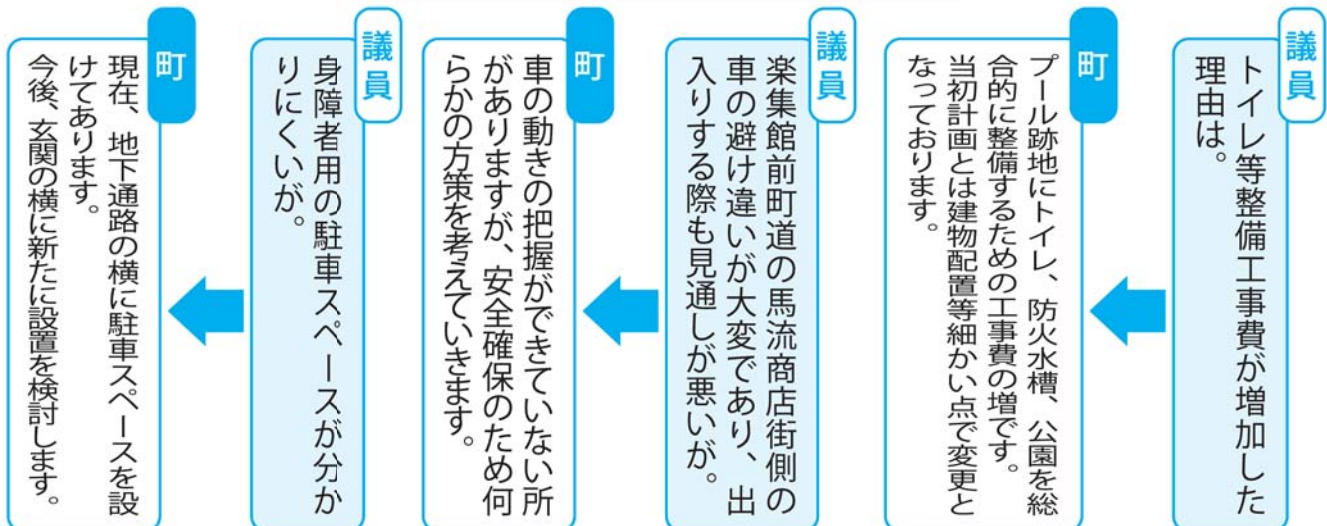 議員
トイレ等整備工事費が増加した
理由は。
町
プール跡地にトイレ、防火水槽、公園を総
合的に整備するための工事費の増です。
当初計画とは建物配置等細かい点で変更と
なっております。
議員
楽集館前町道の馬流商店街側の
車の避け違いが大変であり、出
入りする際も見通しが悪いが。
町
車の動きの把握ができていない所
がありますが、安全確保のため何
らかの方策を考えていきます。
議員
身障者用の駐車スペースが分か
りにくいが。
町
現在、地下通路の横に駐車スペースを設
けてあります。
今後、玄関の横に新たに設置を検討します。